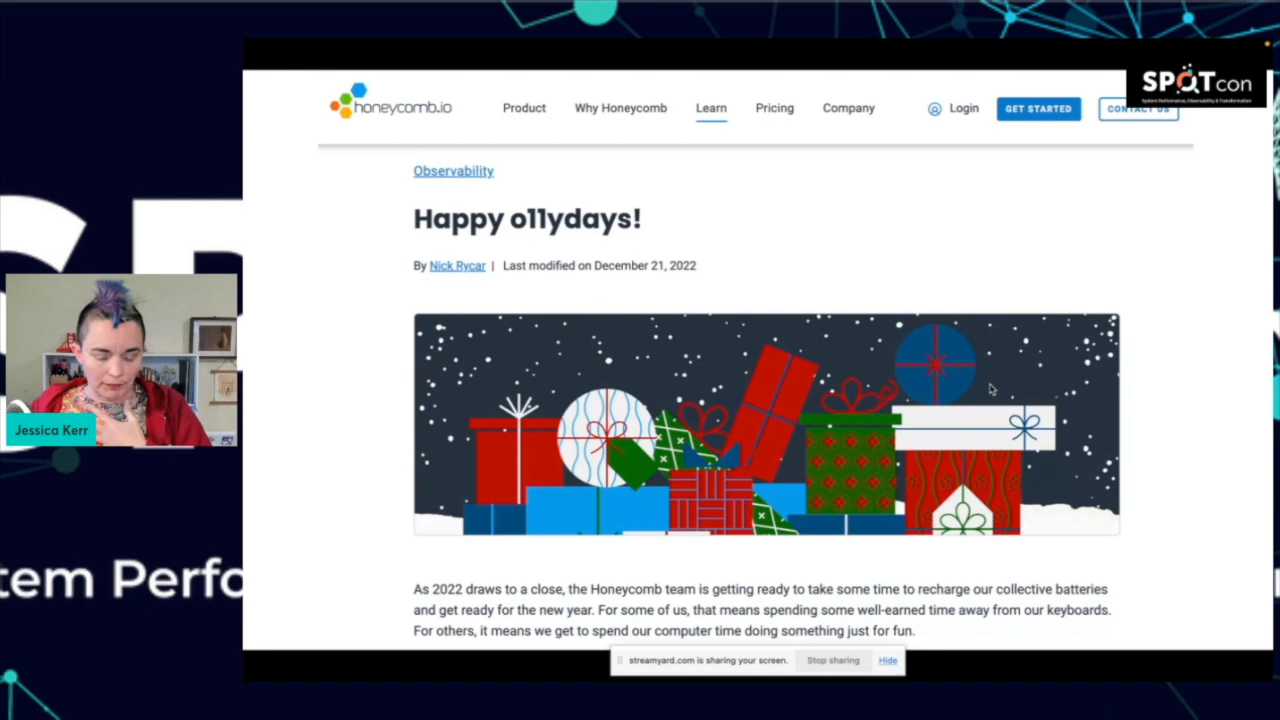 honeycomb.io
Product
Why Honeycomb
Learn
Pricing
Company
Login
GET STARTED
CONTACT US
SPOTcon
System Performance, Observability & Transformation
Observability
Happy o11ydays!
By Nick Rycar | Last modified on December 21, 2022
Jessica Kerr
As 2022 draws to a close, the Honeycomb team is getting ready to take some time to recharge our collective batteries
and get ready for the new year. For some of us, that means spending some well-earned time away from our keyboards.
For others, it means we get to spend our computer time doing something just for fun.
tem Perfo
streamyard.com is sharing your screen.
Stop sharing
Hide